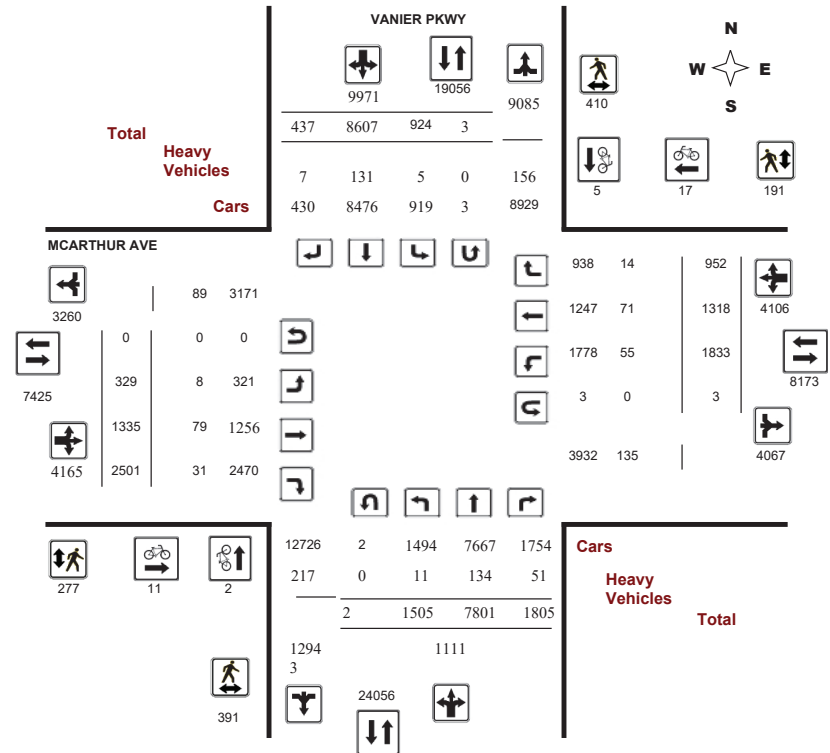 VANIER PKWY
N
W E
S
9971
19056
9085
410
437 8607 924 3
Total
Heavy
Vehicles
7 131 5 0 156
Cars
430 8476 919 3 8929
5 17 191
MCARTHUR AVE
3260
89 3171
938 14 952
4106
0 0 0
1247 71 1318
7425
329 8 321
1778 55 1833
8173
3 0 3
1335 79 1256
4165
2501 31 2470
3932 135
4067
277 11 2
12726 2 1494 7667 1754
Cars
217 0 11 134 51
Heavy
Vehicles
2 1505 7801 1805
Total
1294
3
1111
391
24056